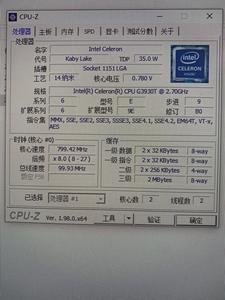 CPU-Z
处理器 主板 内存 SPD 显卡 测试分数 关于
处理器
名字 Intel Celeron
代号 Kaby Lake TDP 35.0 W
插槽 Socket 1151 LGA
工艺 14 纳米 核心电压 0.780 V
intel
CELERON
规格 Intel(R) Celeron(R) CPU G3930T @ 2.70GHz
系列 6 型号 E 步进 9
扩展系列 6 扩展型号 9E 修订 B0
指令集 MMX, SSE, SSE2, SSE3, SSSE3, SSE4.1, SSE4.2, EM64T, VT-x,
AES
时钟 (核心 #0)
核心速度 799.42 MHz
倍频 x 8.0 (8 - 27)
总线速度 99.93 MHz
额定 FSB
缓存
一级 数据 2 x 32 KBytes 8-way
一级 指令 2 x 32 KBytes 8-way
二级 2 x 256 KBytes 4-way
三级 2 MBytes 8-way
已选择 处理器 #1 核心数 2 线程数 2
CPU-Z Ver. 1.98.0.x64 工具 验证 确定